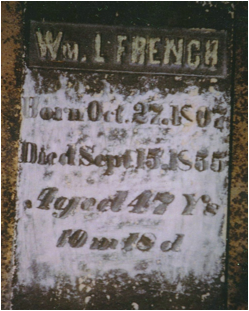 Wm. L FRENCH
Born Oct. 27. 1807
Died Sept 15. 1855
Aged 47 Y's
10 m 18 d